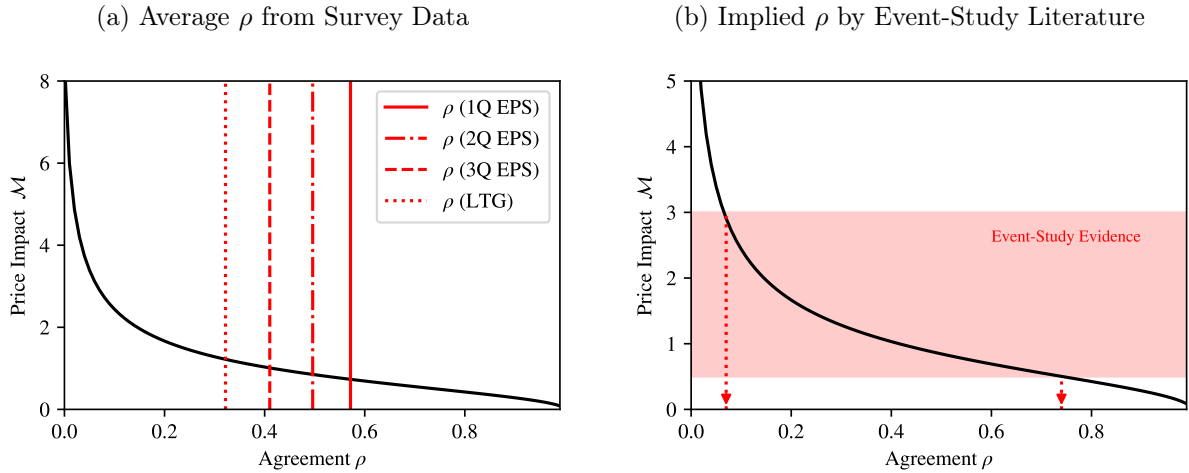 (a) Average ρ from Survey Data
8
6
4
2
0
Price Impact ℳ
0.0 0.2 0.4 0.6 0.8
Agreement ρ
ρ (1Q EPS)
ρ (2Q EPS)
ρ (3Q EPS)
ρ (LTG)
(b) Implied ρ by Event-Study Literature
5
4
3
2
1
0
Price Impact ℳ
0.0 0.2 0.4 0.6 0.8
Agreement ρ
Event-Study Evidence